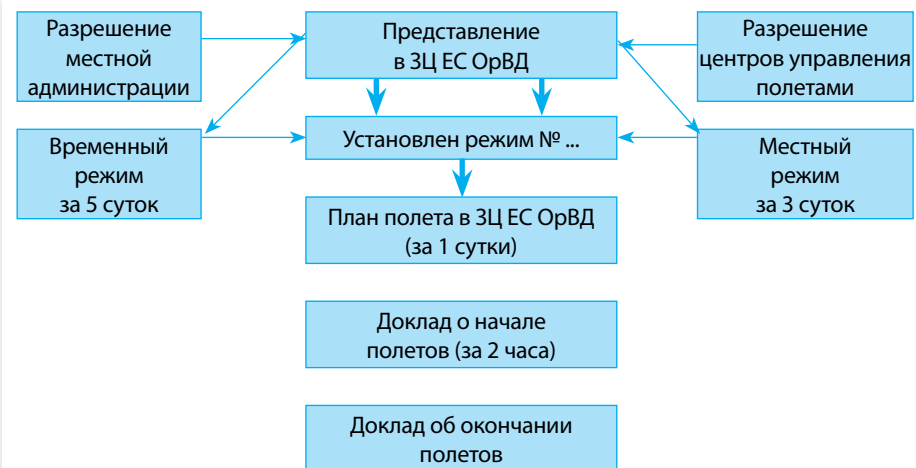 Разрешение
местной
администрации
Представление
в ЗЦ ЕС ОрВД
Разрешение
центров управления
полетами
Временный
режим
за 5 суток
Установлен режим № ...
Местный
режим
за 3 суток
План полета в ЗЦ ЕС ОрВД
(за 1 сутки)
Доклад о начале
полетов (за 2 часа)
Доклад об окончании
полетов